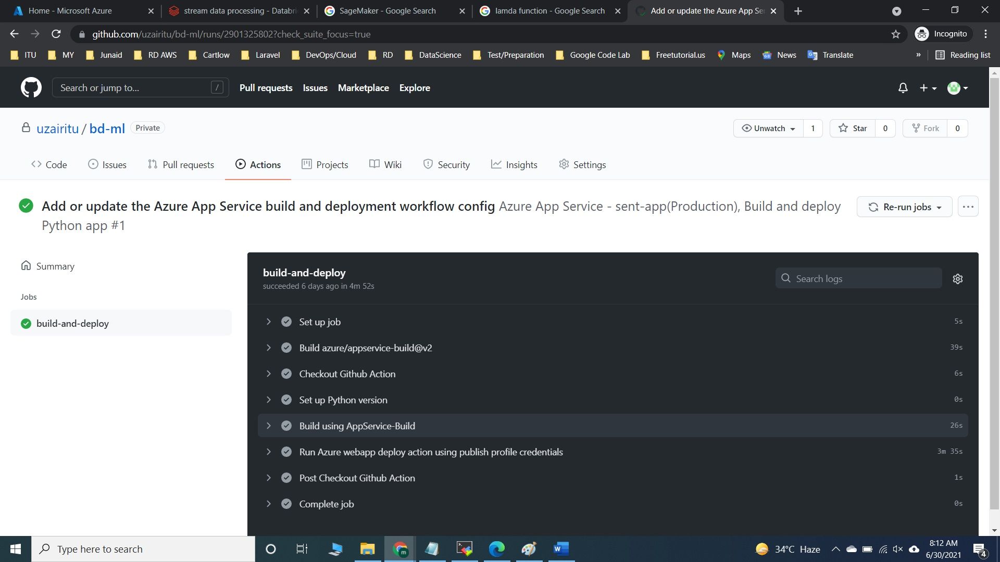 Home - Microsoft Azure
stream data processing - Databri
SageMaker - Google Search
lamda function - Google Search
Add or update the Azure App Se
github.com/uzairitu/bd-ml/runs/2901325802?check_suite_focus=true
Incognito
ITU
MY
Junaid
RD AWS
Cartlow
Laravel
DevOps/Cloud
RD
DataScience
Test/Preparation
Google Code Lab
Freetutorial.us
Maps
News
Translate
»
Reading list
Search or jump to...
/
Pull requests
Issues
Marketplace
Explore
uzairitu / bd-ml
Private
Unwatch
1
Star
0
Fork
0
Code
Issues
Pull requests
Actions
Projects
Wiki
Security
Insights
Settings
Add or update the Azure App Service build and deployment workflow config Azure App Service - sent-app(Production), Build and deploy
Python app #1
Re-run jobs
Summary
Jobs
build-and-deploy
build-and-deploy
succeeded 6 days ago in 4m 52s
Search logs
Set up job 5s
Build azure/appservice-build@v2 39s
Checkout Github Action 6s
Set up Python version 0s
Build using AppService-Build 26s
Run Azure webapp deploy action using publish profile credentials 3m 35s
Post Checkout Github Action 1s
Complete job 0s
Type here to search
34°C Haze
8:12 AM
6/30/2021
4